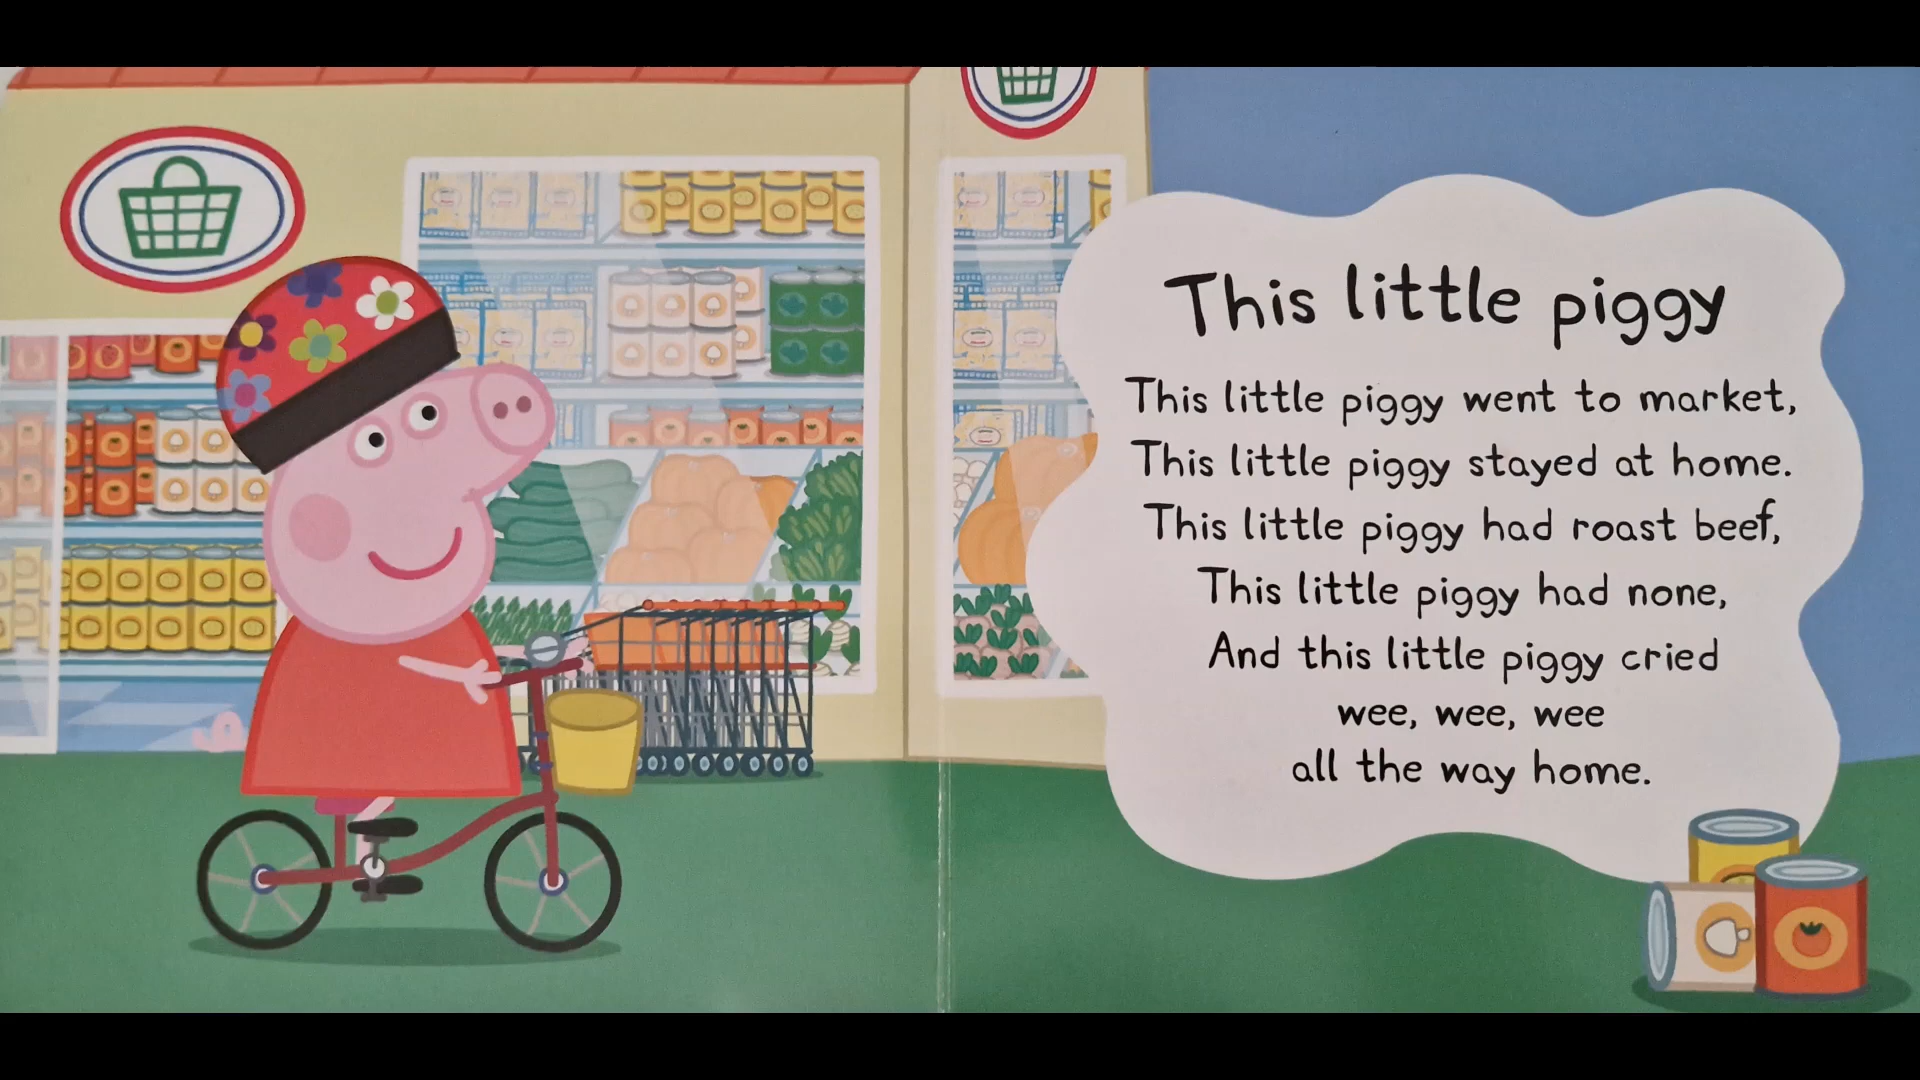 This little piggy
This little piggy went to market,
This little piggy stayed at home.
This little piggy had roast beef,
This little piggy had none,
And this little piggy cried
wee, wee, wee
all the way home.